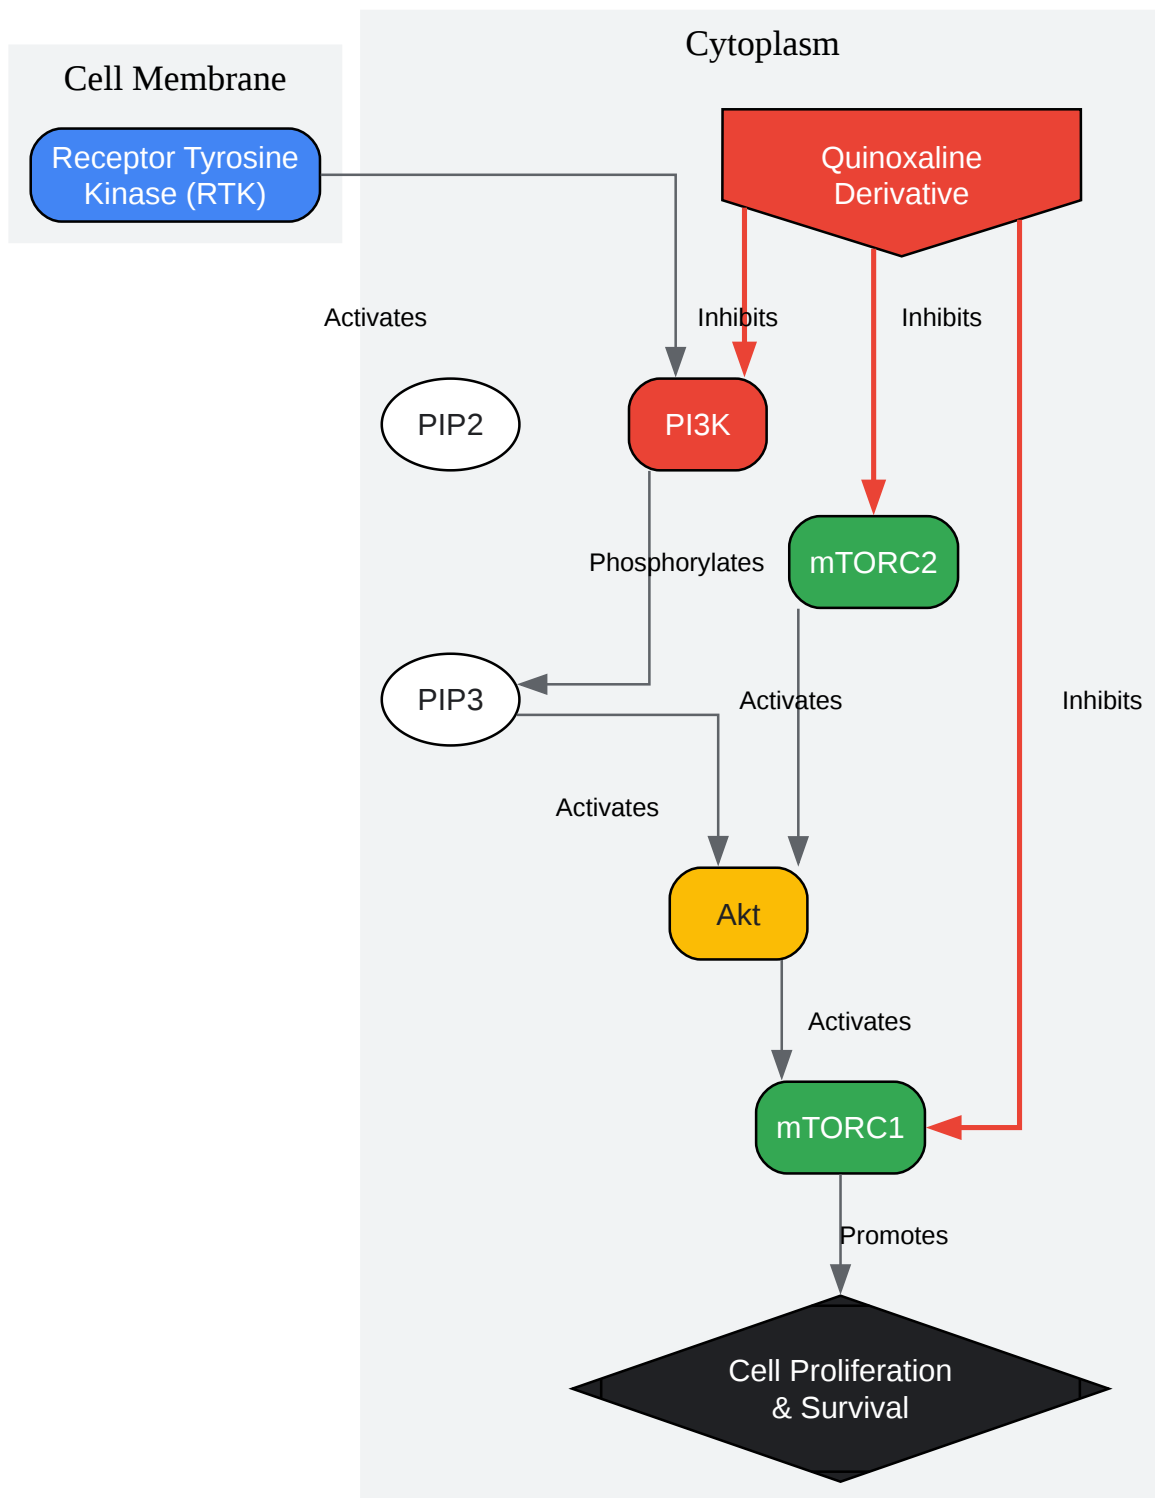 Cytoplasm
Cell Membrane
Receptor Tyrosine
Kinase (RTK)
Quinoxaline
Derivative
Activates
Inhibits
Inhibits
PIP2
PI3K
Phosphorylates
mTORC2
PIP3
Activates
Inhibits
Activates
Akt
Activates
mTORC1
Promotes
Cell Proliferation
& Survival